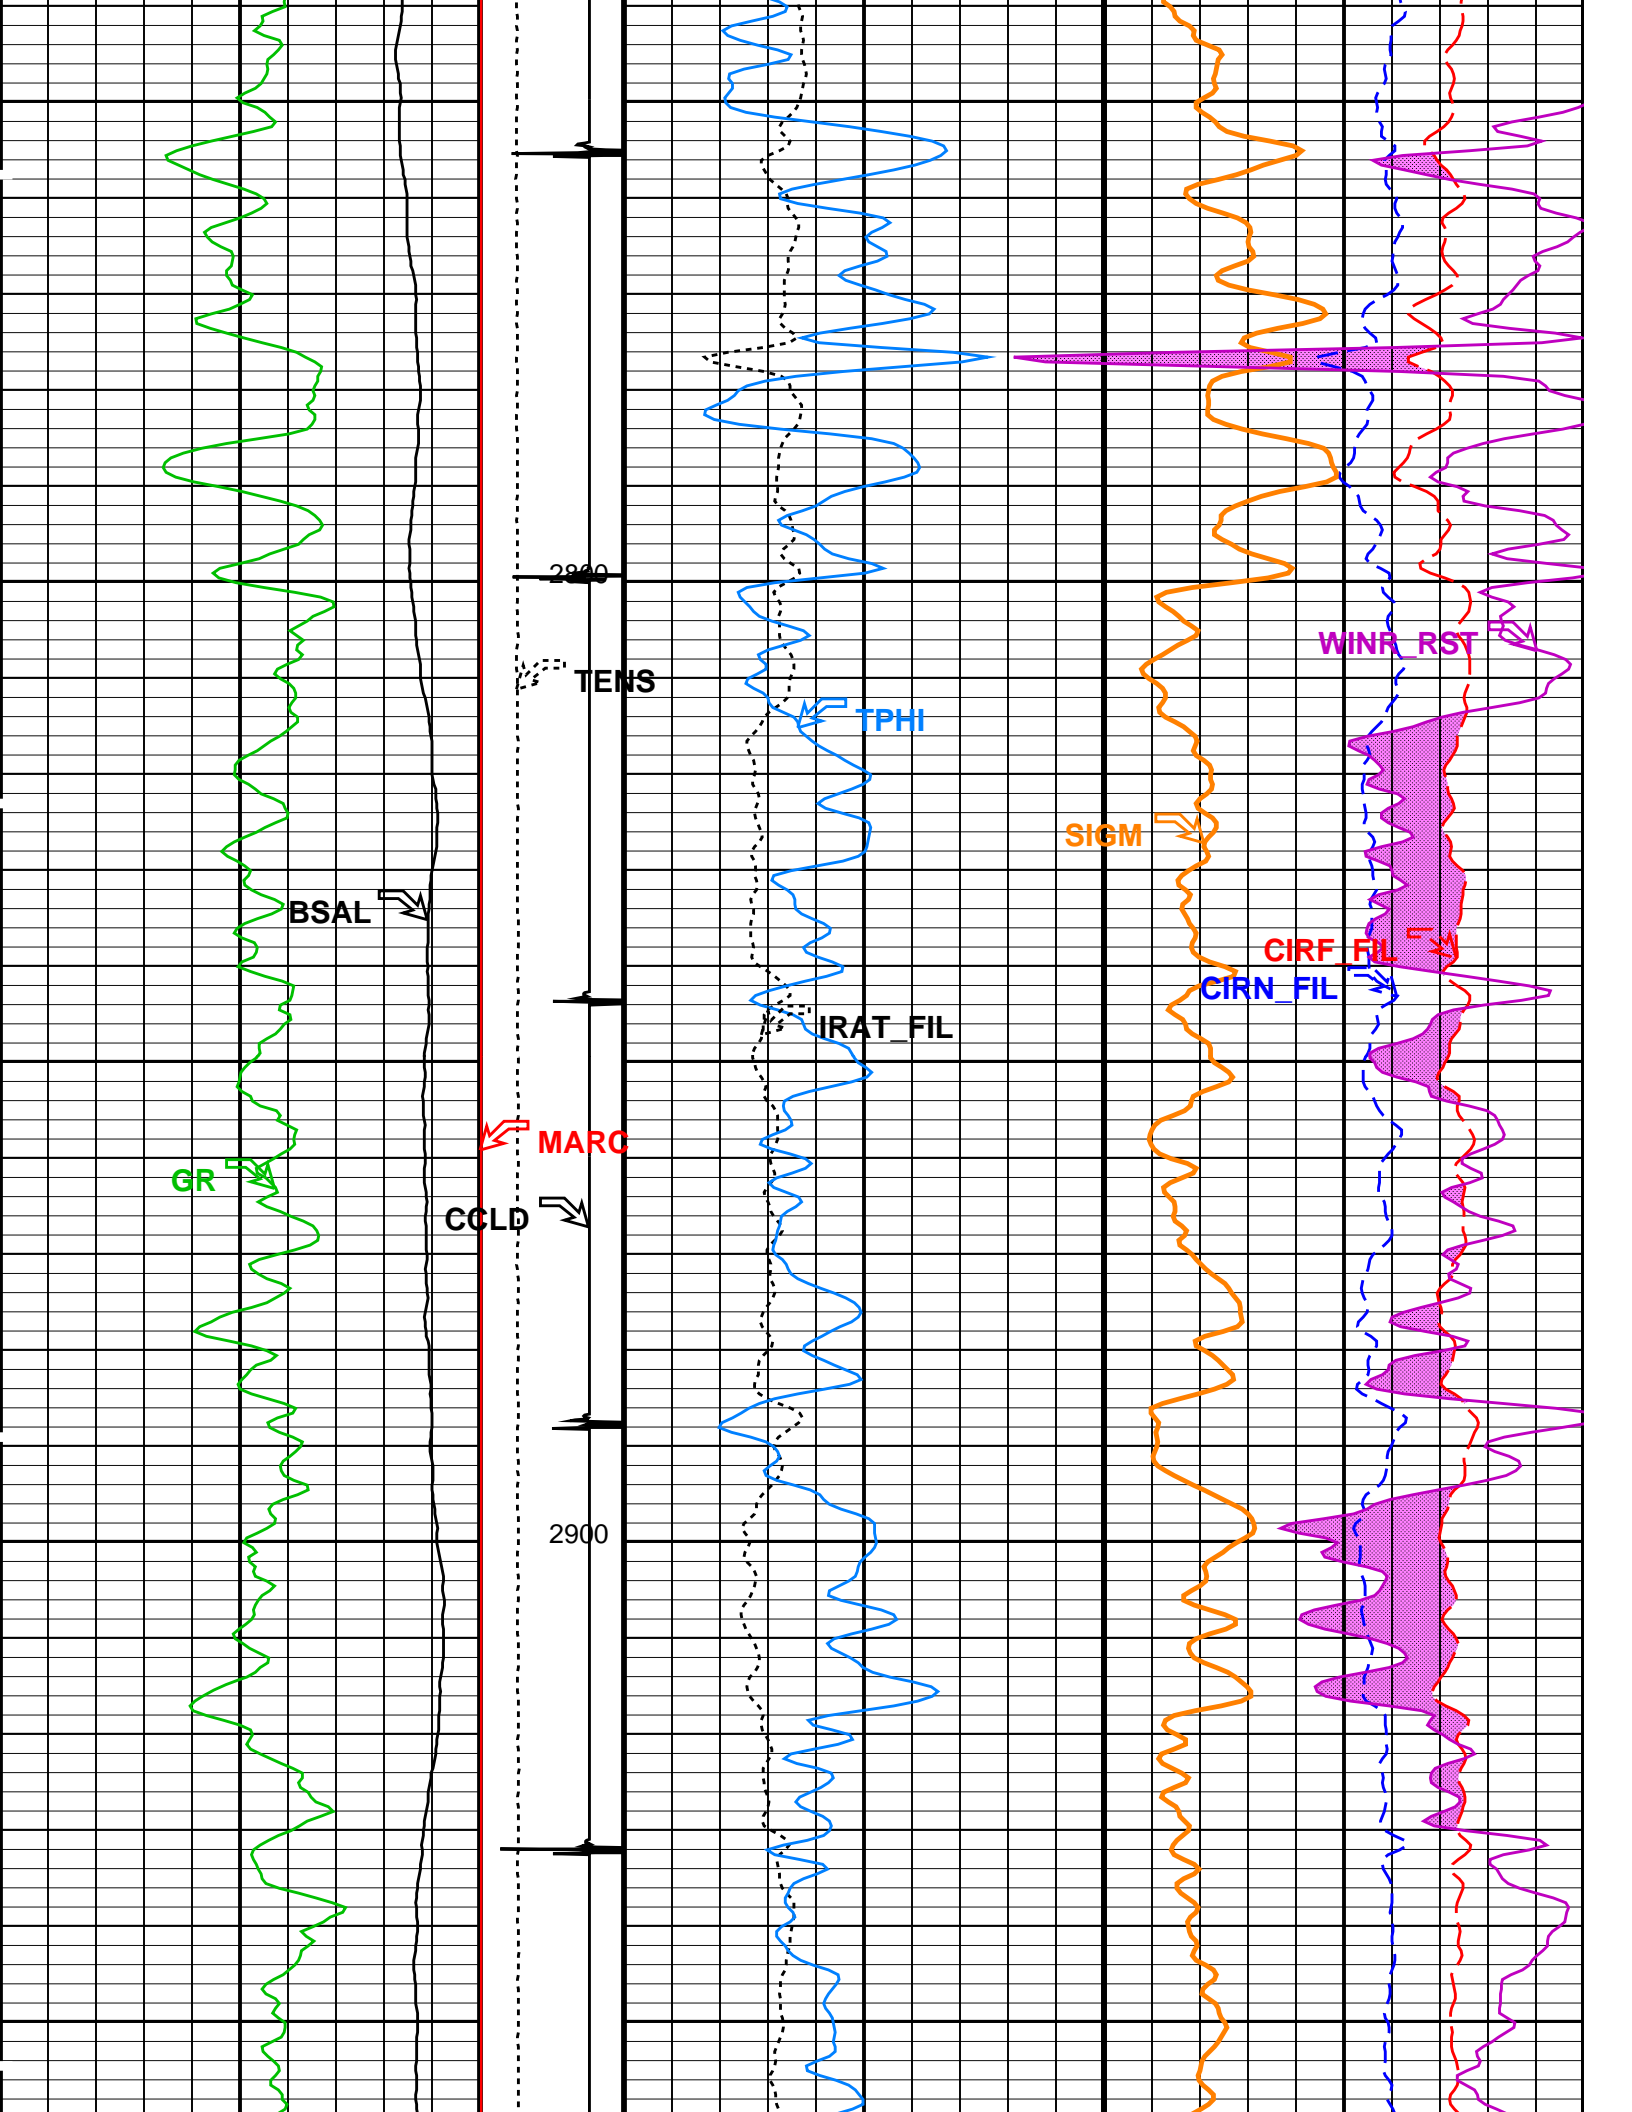 2800
WINR_RST
TENS
TPHI
SIGM
BSAL
CIRF_FIL
CIRN_FIL
IRAT_FIL
MARC
GR
CCLD
2900